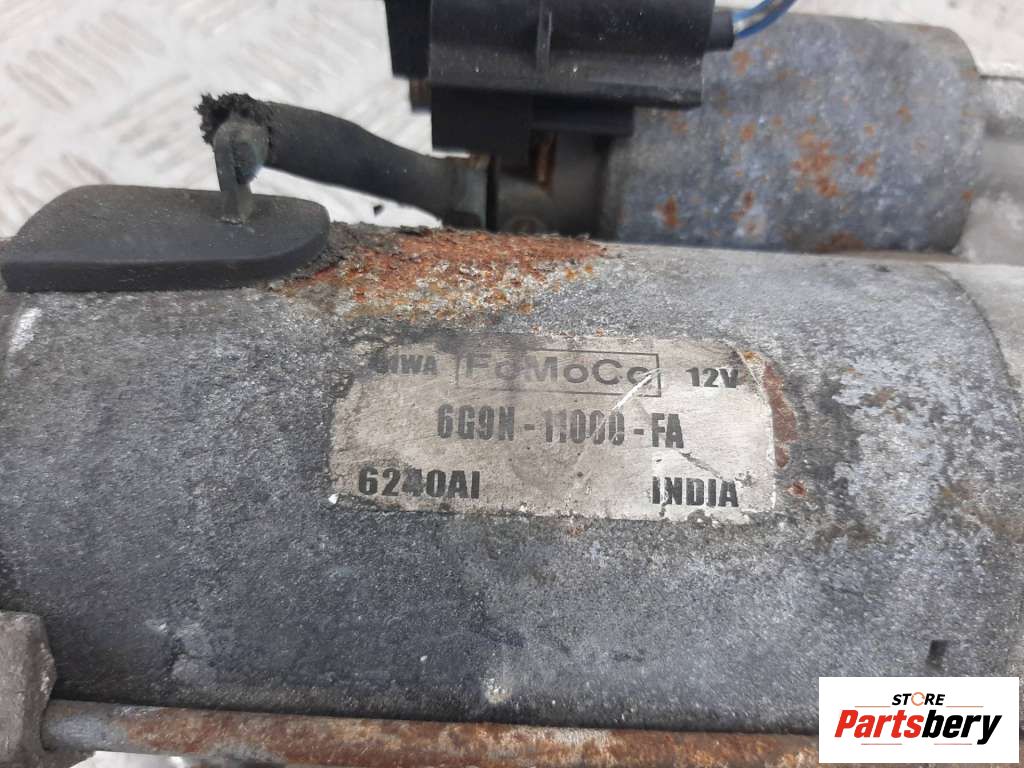 FoMoCo 12V
6G9N-11000-FA
6240AI INDIA
STORE
Partsbery